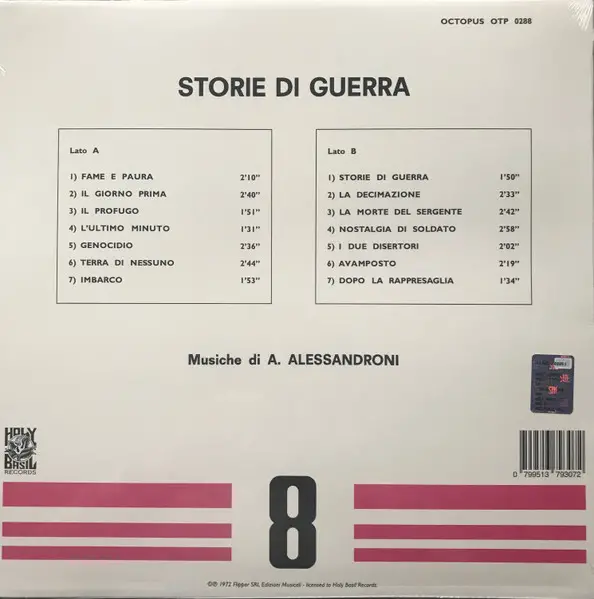 OCTOPUS OTP 0288
STORIE DI GUERRA
Lato A
1) FAME E PAURA 2'10"
2) IL GIORNO PRIMA 2'40"
3) IL PROFUGO 1'51"
4) L'ULTIMO MINUTO 1'31"
5) GENOCIDIO 2'36"
6) TERRA DI NESSUNO 2'44"
7) IMBARCO 1'53"
Lato B
1) STORIE DI GUERRA 1'50"
2) LA DECIMAZIONE 2'33"
3) LA MORTE DEL SERGENTE 2'42"
4) NOSTALGIA DI SOLDATO 2'58"
5) I DUE DISERTORI 2'02"
6) AVAMPOSTO 2'19"
7) DOPO LA RAPPRESAGLIA 1'34"
Musiche di A. ALESSANDRONI
HOLY
BASIL
RECORDS
0 799513 793072
8
©℗ 1972 Flipper SRL Edizioni Musicali - licensed to Holy Basil Records